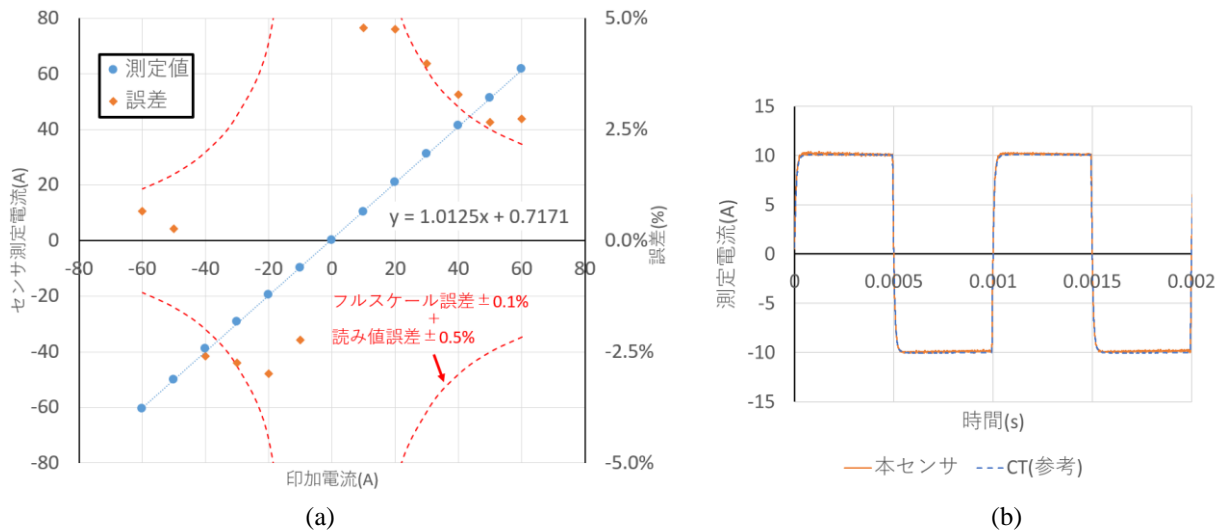 80
60
40
20
0
-20
-40
-60
-80
センサ測定電流(A)
測定値
誤差
5.0%
2.5%
0.0%
-2.5%
-5.0%
誤差(%)
y = 1.0125x + 0.7171
-80 -60 -40 -20 0 20 40 60 80
フルスケール誤差±0.1%
+
読み値誤差±0.5%
印加電流(A)
(a)
15
10
5
0
-5
-10
-15
測定電流(A)
0 0.0005 0.001 0.0015 0.002
時間(s)
本センサ CT(参考)
(b)